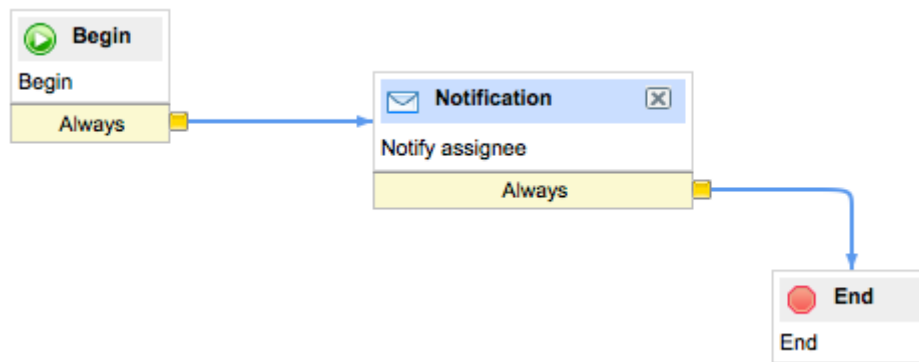 Begin
Begin
Always
Notification
Notify assignee
Always
End
End